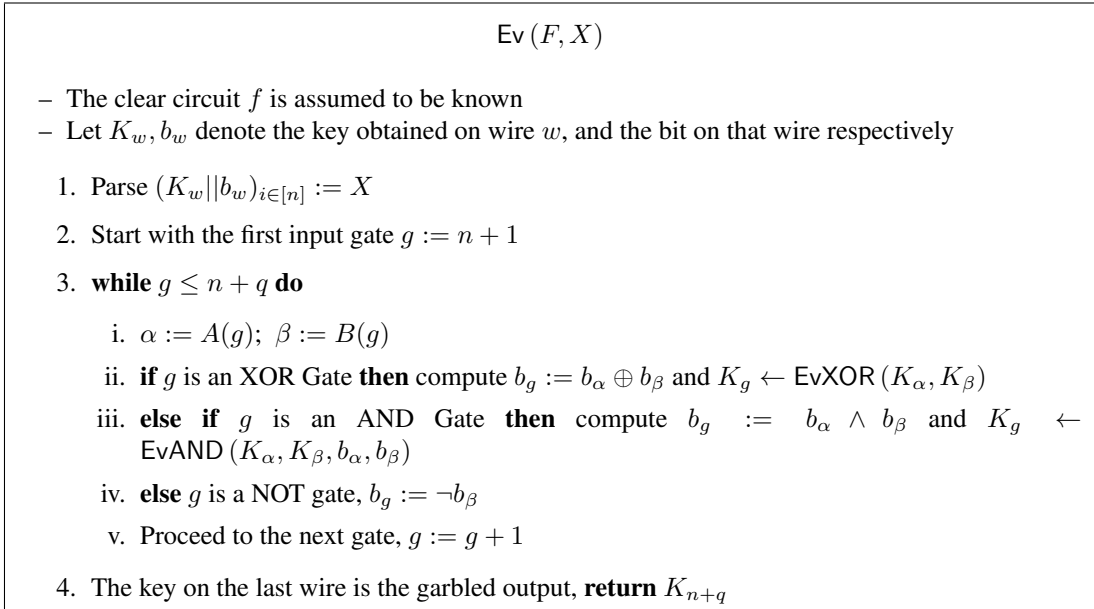 Ev (F, X)
– The clear circuit f is assumed to be known
– Let K_w, b_w denote the key obtained on wire w, and the bit on that wire respectively
1. Parse (K_w||b_w)_{i∈[n]} := X
2. Start with the first input gate g := n + 1
3. while g ≤ n + q do
i. α := A(g); β := B(g)
ii. if g is an XOR Gate then compute b_g := b_α ⊕ b_β and K_g ← EvXOR (K_α, K_β)
iii. else if g is an AND Gate then compute b_g := b_α ∧ b_β and K_g ←
EvAND (K_α, K_β, b_α, b_β)
iv. else g is a NOT gate, b_g := ¬b_β
v. Proceed to the next gate, g := g + 1
4. The key on the last wire is the garbled output, return K_{n+q}